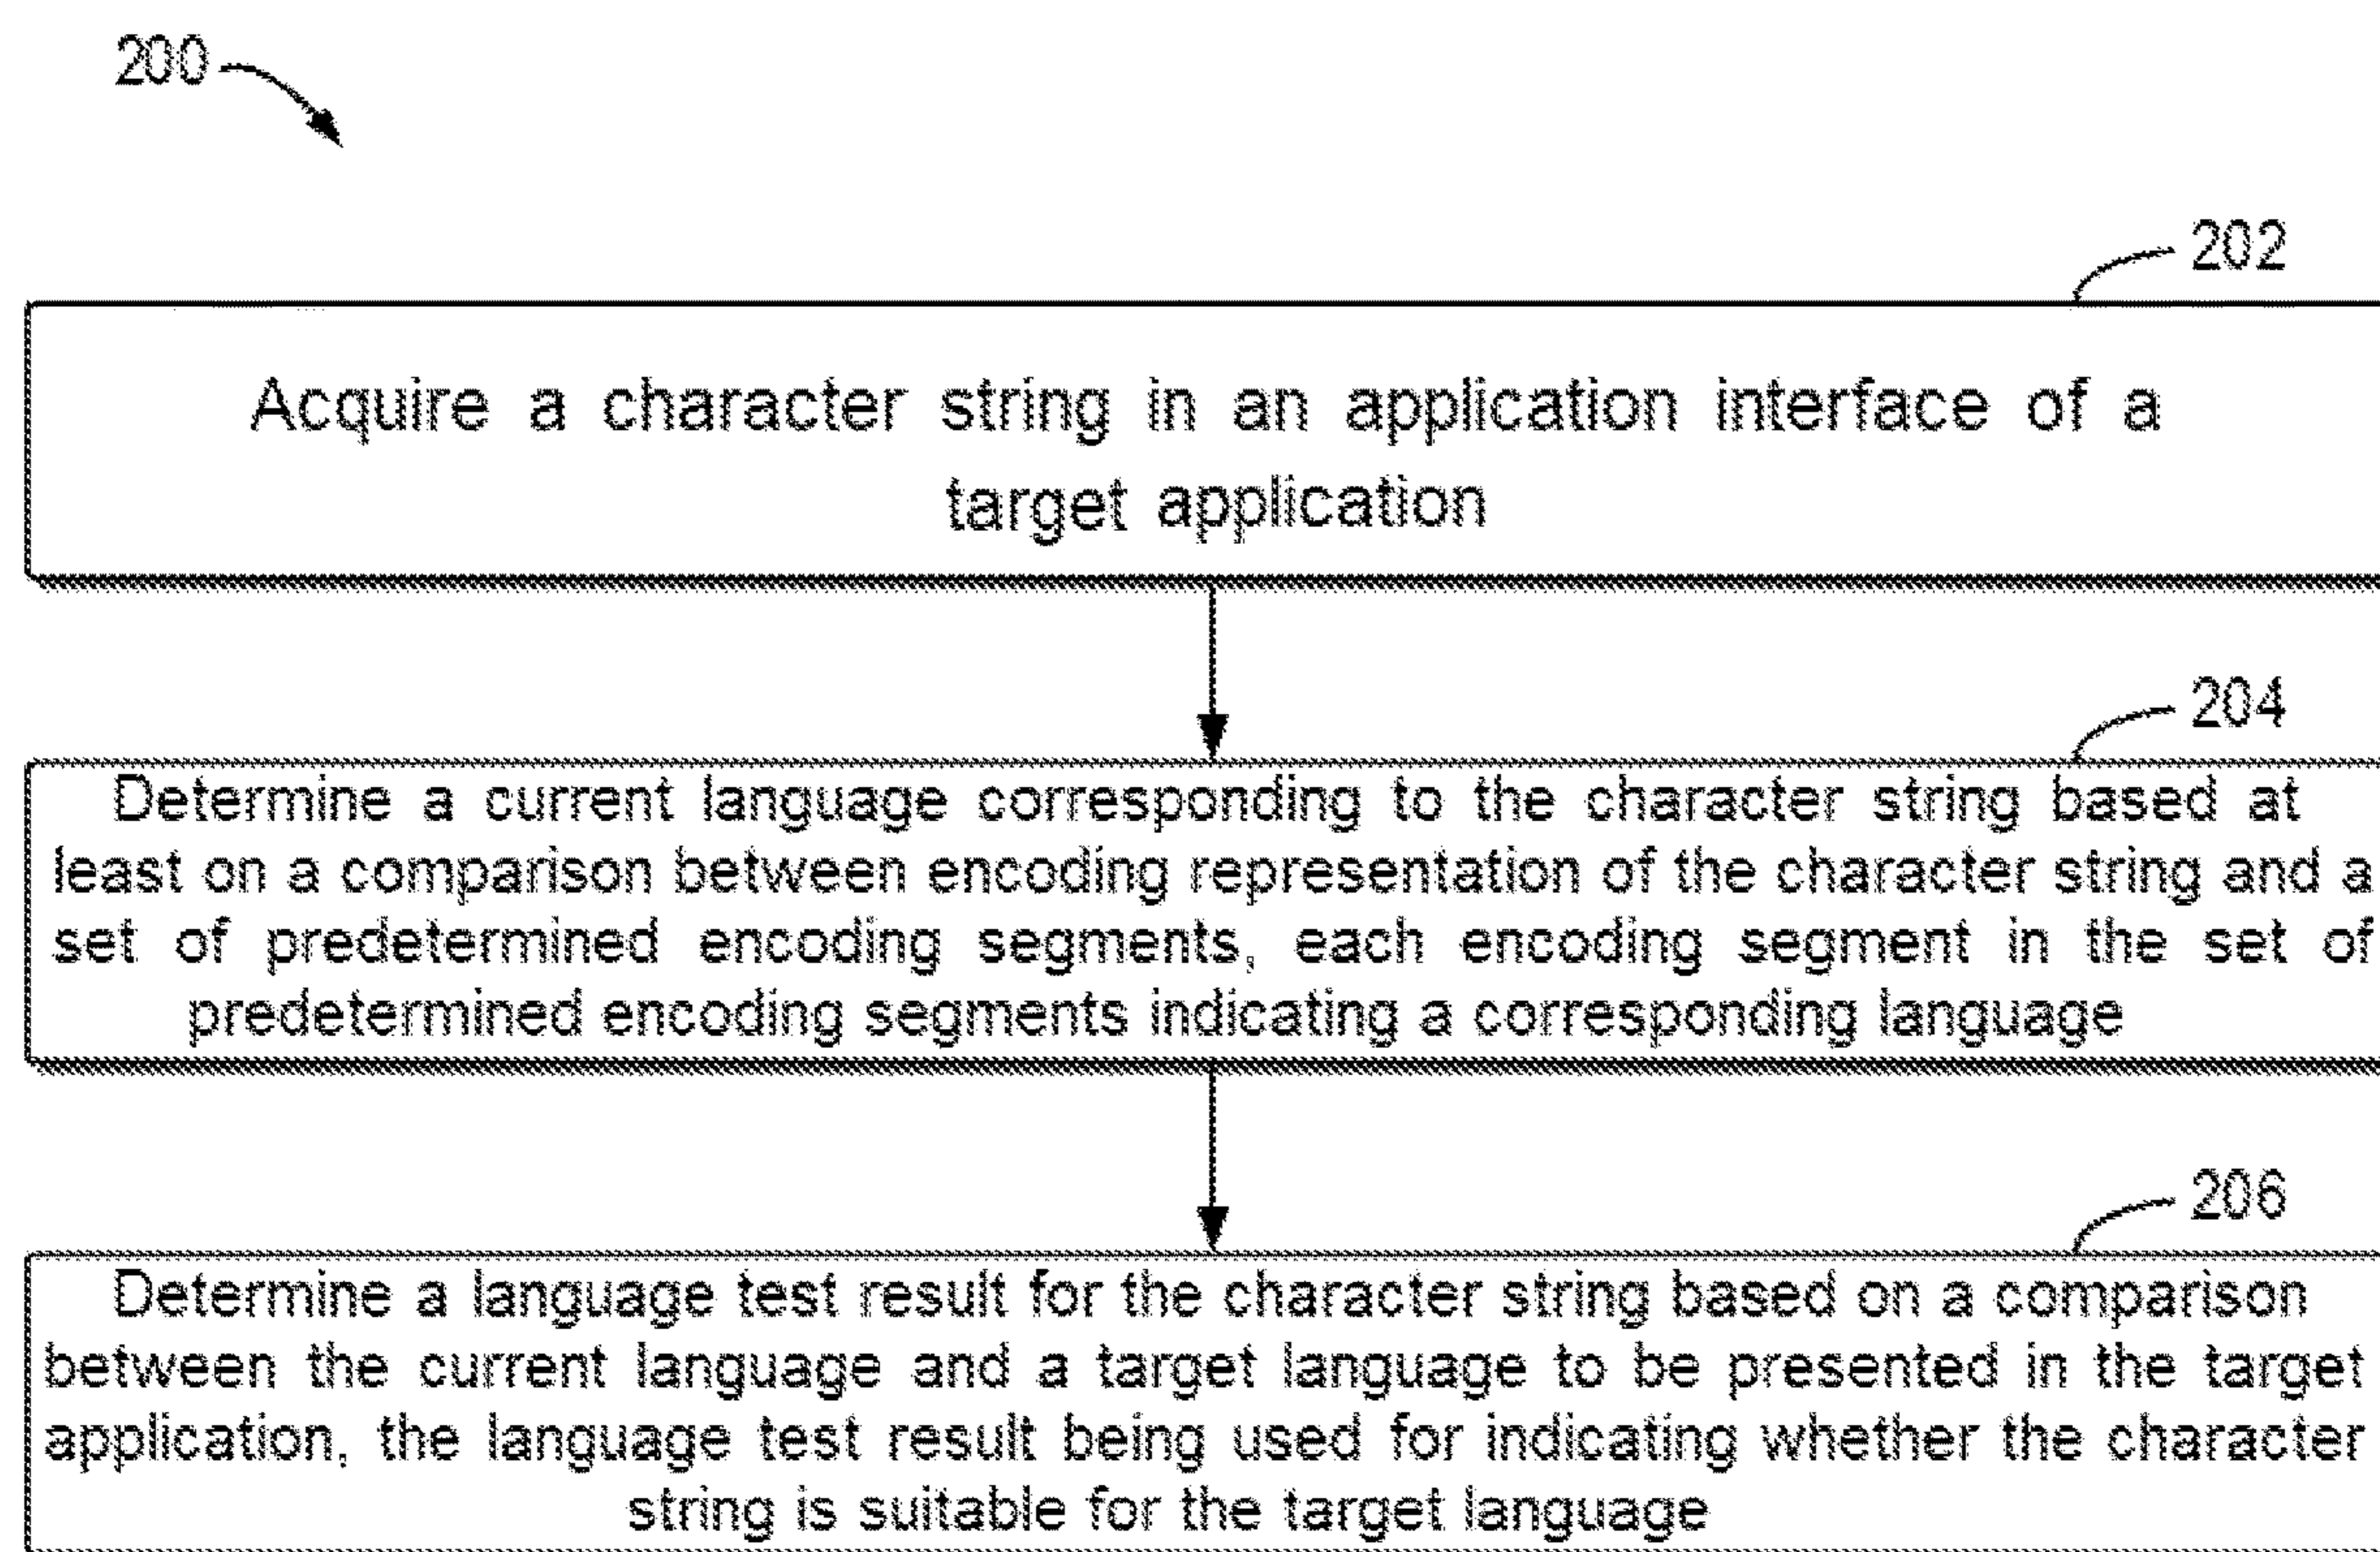 200
202
Acquire a character string in an application interface of a
target application
204
Determine a current language corresponding to the character string based at
least on a comparison between encoding representation of the character string and a
set of predetermined encoding segments, each encoding segment in the set of
predetermined encoding segments indicating a corresponding language
206
Determine a language test result for the character string based on a comparison
between the current language and a target language to be presented in the target
application, the language test result being used for indicating whether the character
string is suitable for the target language